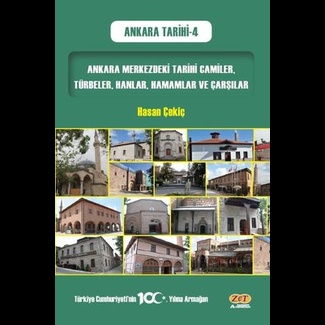 ANKARA TARİHİ-4
ANKARA MERKEZDEKİ TARİHİ CAMİLER,
TÜRBELER, HANLAR, HAMAMLAR VE ÇARŞILAR
Hasan Çekiç
Türkiye Cumhuriyeti'nin 100. Yılına Armağan